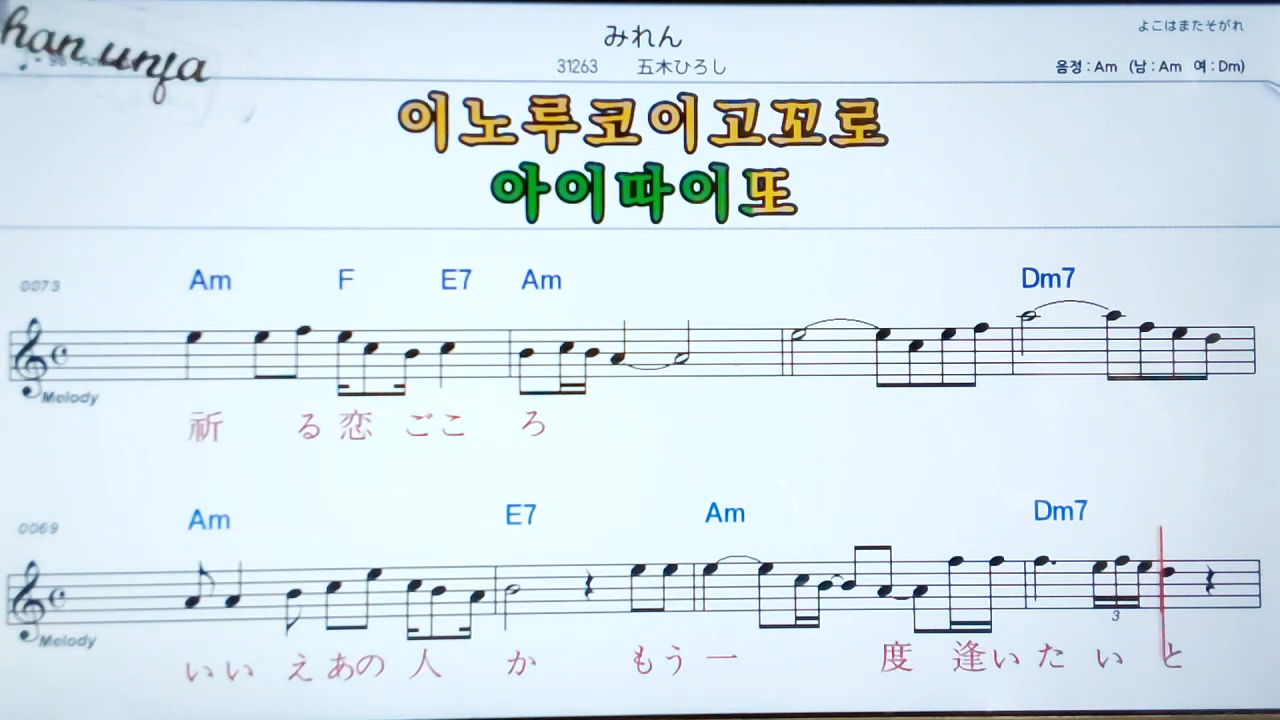 han unja
みれん
よこはまたそがれ
31263 五木ひろし
음정 : Am (남 : Am 여 : Dm)
이노루코이고꼬로
아이따이또
0073 Am F E7 Am Dm7
Melody
祈 る 恋 ごこ ろ
0069 Am E7 Am Dm7
3
Melody
いい え あの 人 か もう 一 度 逢い た い と